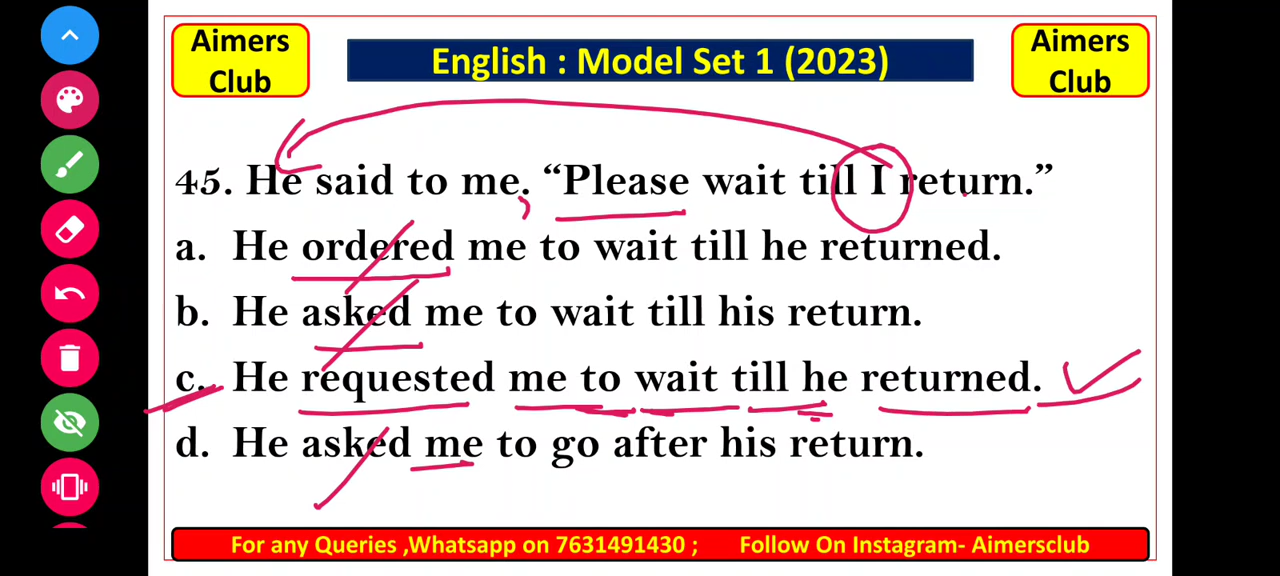 Aimers
Club
English : Model Set 1 (2023)
Aimers
Club
45. He said to me, “Please wait till I return.”
a. He ordered me to wait till he returned.
b. He asked me to wait till his return.
c. He requested me to wait till he returned.
d. He asked me to go after his return.
For any Queries ,Whatsapp on 7631491430 ; Follow On Instagram- Aimersclub